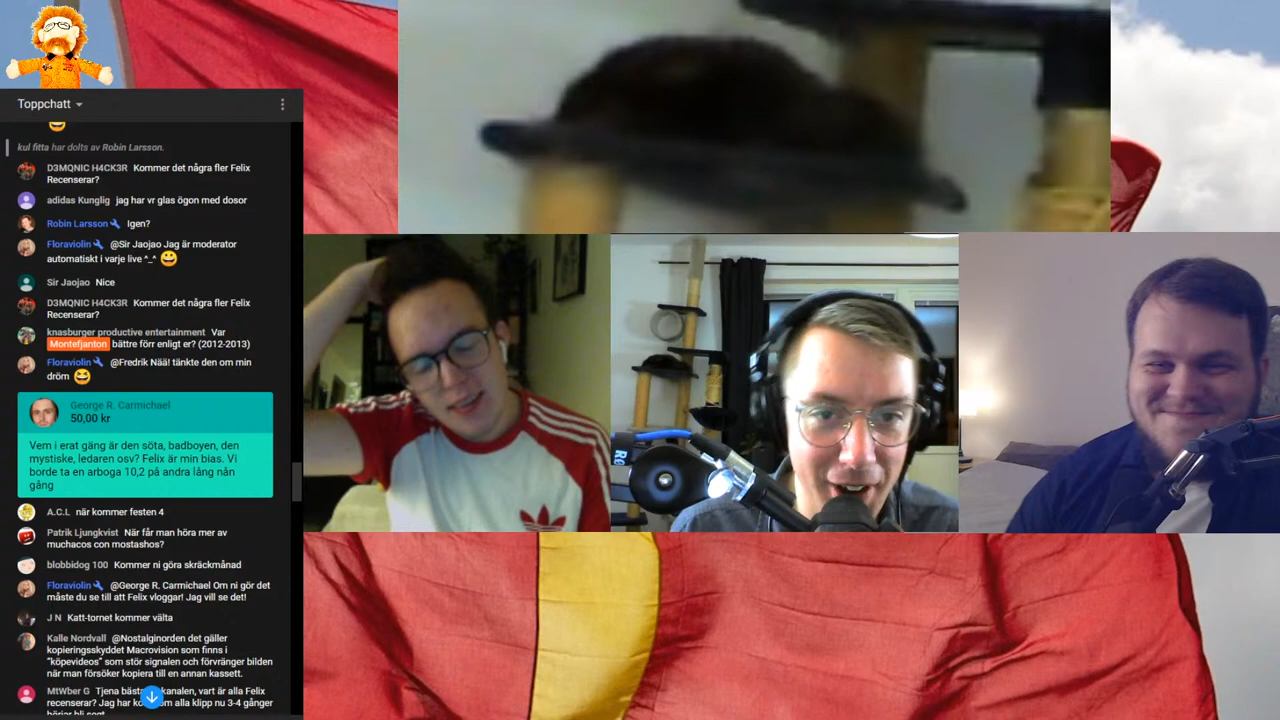 Toppchatt
kul fitta har dolts av Robin Larsson.
D3MQNIC H4CK3R Kommer det några fler Felix
Recenserar?
adidas Kunglig jag har vr glas ögon med dosor
Robin Larsson Igen?
Floraviolin @Sir Jaojao Jag är moderator
automatiskt i varje live ^_^
Sir Jaojao Nice
D3MQNIC H4CK3R Kommer det några fler Felix
Recenserar?
knasburger productive entertainment Var
Montefjanton bättre förr enligt er? (2012-2013)
Floraviolin @Fredrik Nää! tänkte den om min
dröm
George R. Carmichael
50,00 kr
Vem i erat gäng är den söta, badboyen, den
mystiske, ledaren osv? Felix är min bias. Vi
borde ta en arboga 10,2 på andra lång nån
gång
A.C.L när kommer festen 4
Patrik Ljungkvist När får man höra mer av
muchacos con mostashos?
blobbidog 100 Kommer ni göra skräckmånad
Floraviolin @George R. Carmichael Om ni gör det
måste du se till att Felix vloggar! Jag vill se det!
J N Katt-tornet kommer välta
Kalle Nordvall @Nostalginorden det gäller
kopieringsskyddet Macrovision som finns i
"köpevideos" som stör signalen och förvränger bilden
när man försöker kopiera till en annan kassett.
MtWber G Tjena bästa kanalen, vart är alla Felix
recenserar? Jag har alla klipp nu 3-4 gånger